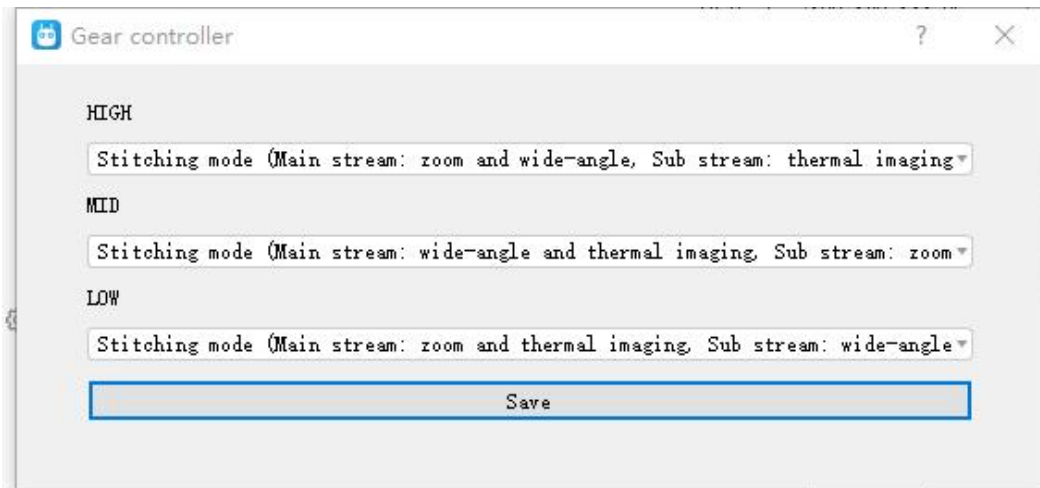 Gear controller
HIGH
Stitching mode (Main stream: zoom and wide-angle, Sub stream: thermal imaging
MID
Stitching mode (Main stream: wide-angle and thermal imaging, Sub stream: zoom
LOW
Stitching mode (Main stream: zoom and thermal imaging, Sub stream: wide-angle
Save